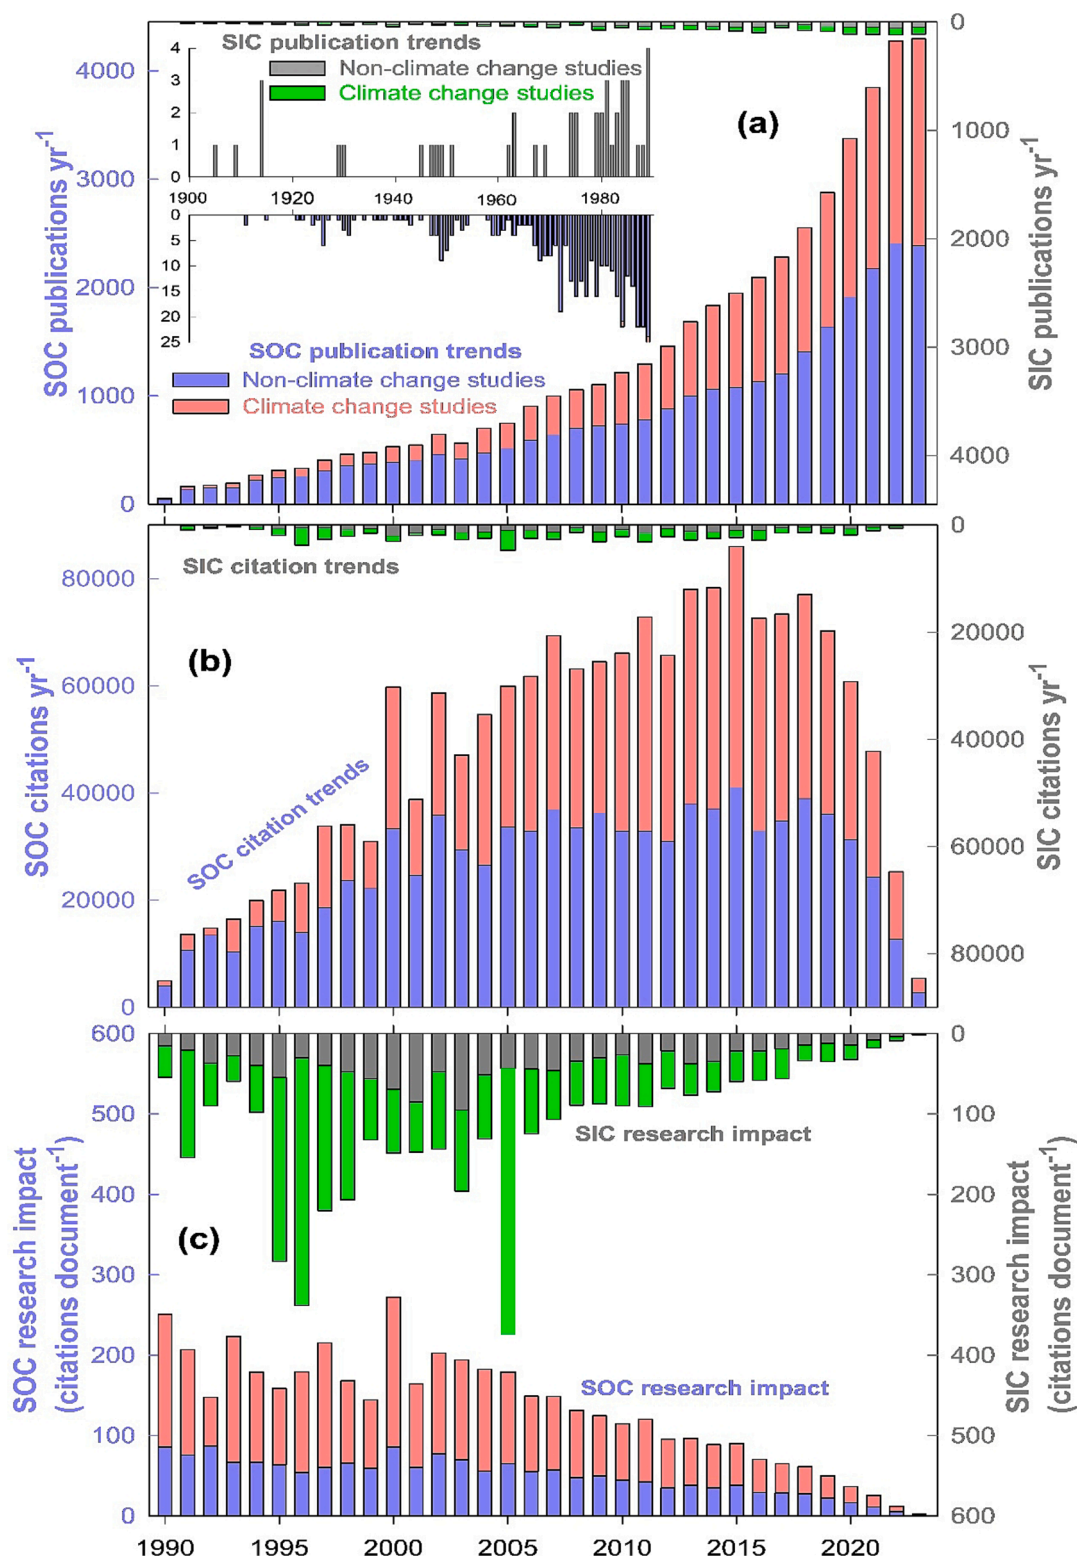 4000
3000
2000
1000
0
SOC publications yr-1
0
1000
2000
3000
4000
SIC publications yr-1
(a)
SIC publication trends
Non-climate change studies
Climate change studies
4
3
2
1
0
1900 1920 1940 1960 1980
0
5
10
15
20
25
SOC publication trends
Non-climate change studies
Climate change studies
80000
60000
40000
20000
0
SOC citations yr-1
0
20000
40000
60000
80000
SIC citations yr-1
SIC citation trends
(b)
SOC citation trends
600
500
400
300
200
100
0
SOC research impact
(citations document-1)
0
100
200
300
400
500
600
SIC research impact
(citations document-1)
SIC research impact
(c)
SOC research impact
1990 1995 2000 2005 2010 2015 2020